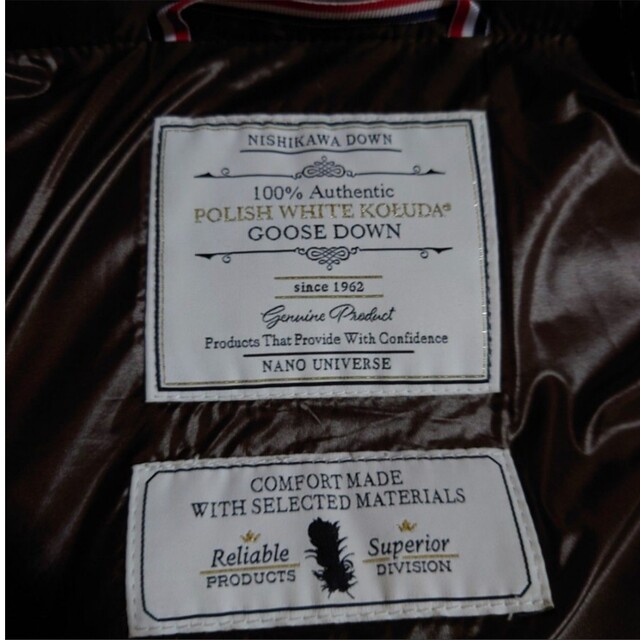 NISHIKAWA DOWN
100% Authentic
POLISH WHITE KOŁUDA®
GOOSE DOWN
since 1962
Genuine Product
Products That Provide With Confidence
NANO UNIVERSE
COMFORT MADE
WITH SELECTED MATERIALS
Reliable
PRODUCTS
Superior
DIVISION